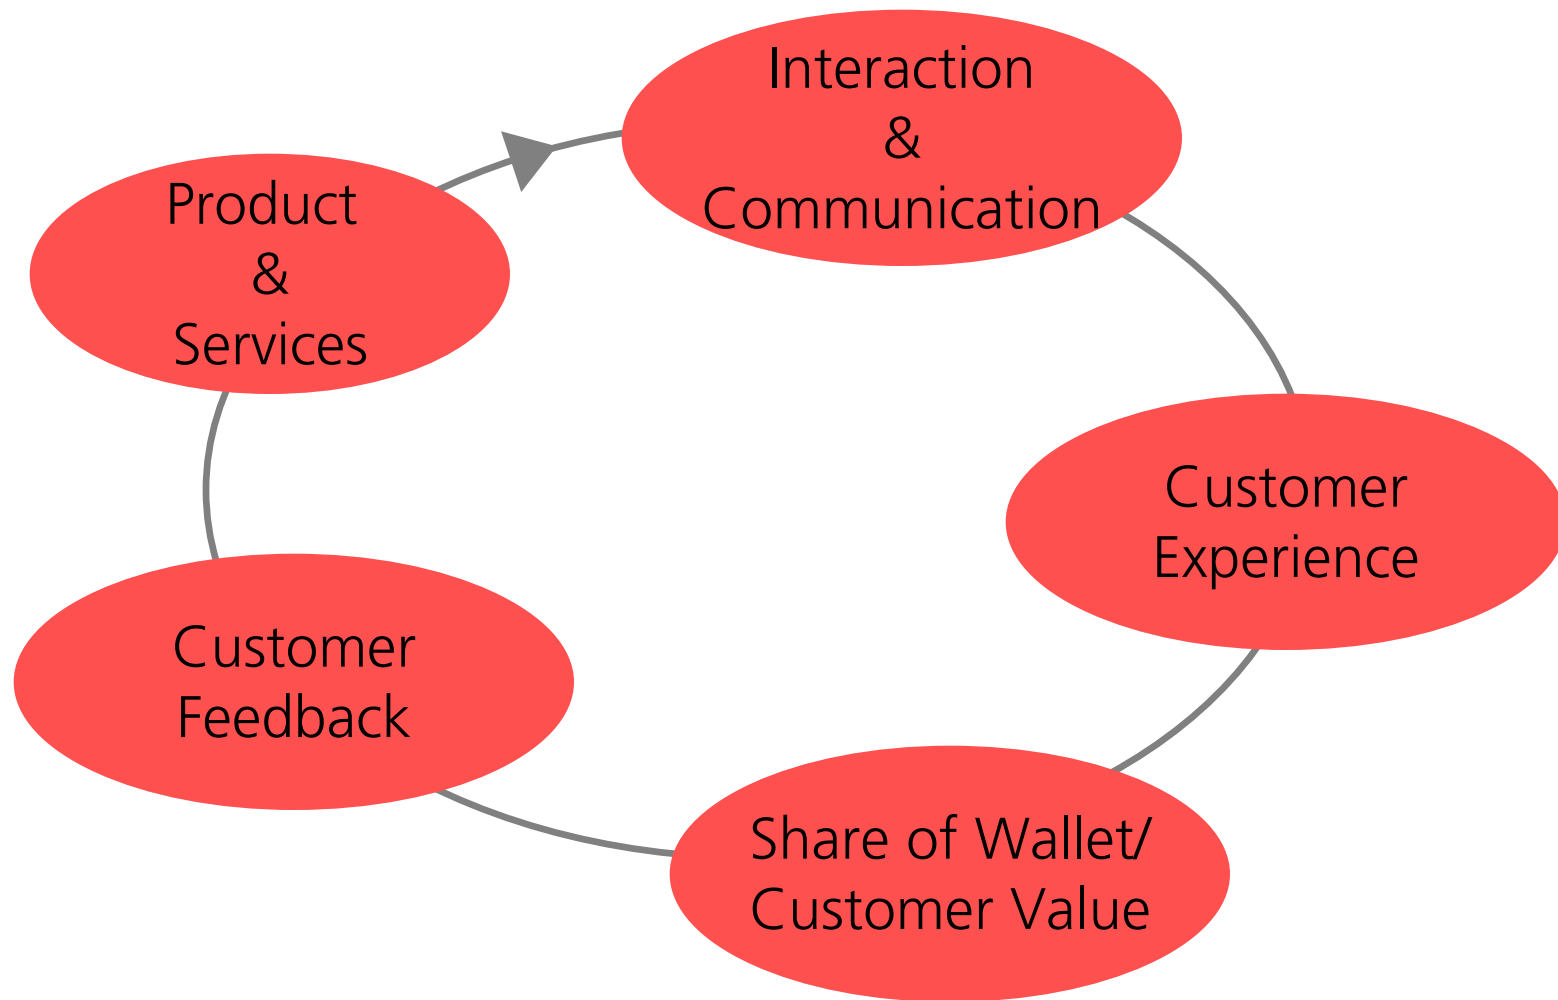 Interaction
&
Communication
Product
&
Services
Customer
Experience
Customer
Feedback
Share of Wallet/
Customer Value